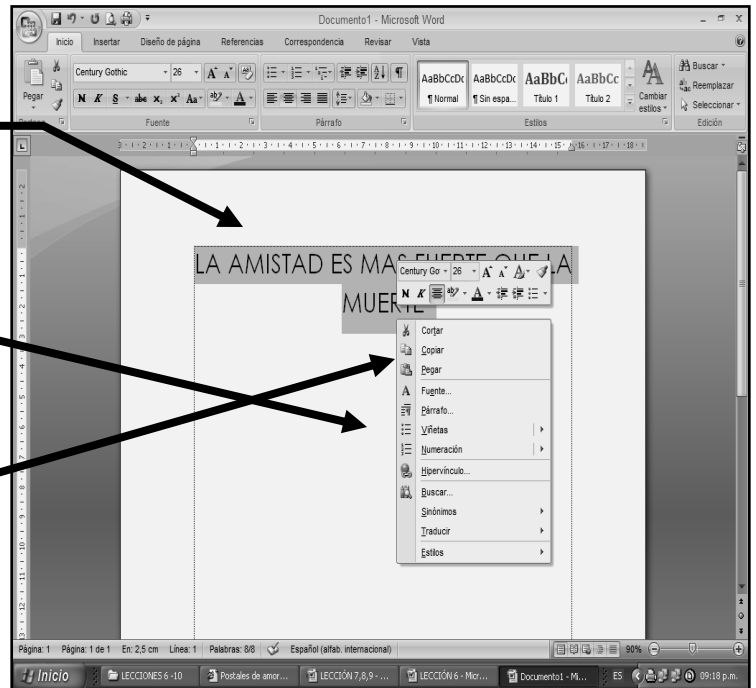 Documento1 - Microsoft Word
Inicio Insertar Diseño de página Referencias Correspondencia Revisar Vista
Pegar
Century Gothic 26
N K S abc X₂ X² Aa
Fuente
Párrafo
AaBbCcDc AaBbCcDc AaBbCc AaBbCc
¶ Normal ¶ Sin espa... Título 1 Título 2
Cambiar estilos
Estilos
Buscar
Reemplazar
Seleccionar
Edición
LA AMISTAD ES MAS FUERTE QUE LA
MUERTE
Century Go 26
N K
Cortar
Copiar
Pegar
Fuente...
Párrafo...
Viñetas
Numeración
Hipervínculo...
Buscar...
Sinónimos
Traducir
Estilos
Página: 1 Página: 1 de 1 En: 2,5 cm Línea: 1 Palabras: 8/8 Español (alfab. internacional) 90%
Inicio LECCIONES 6 -10 Postales de amor... LECCIÓN 7,8,9 - ... LECCIÓN 6 - Micr... Documento1 - Mi... ES 09:18 p.m.